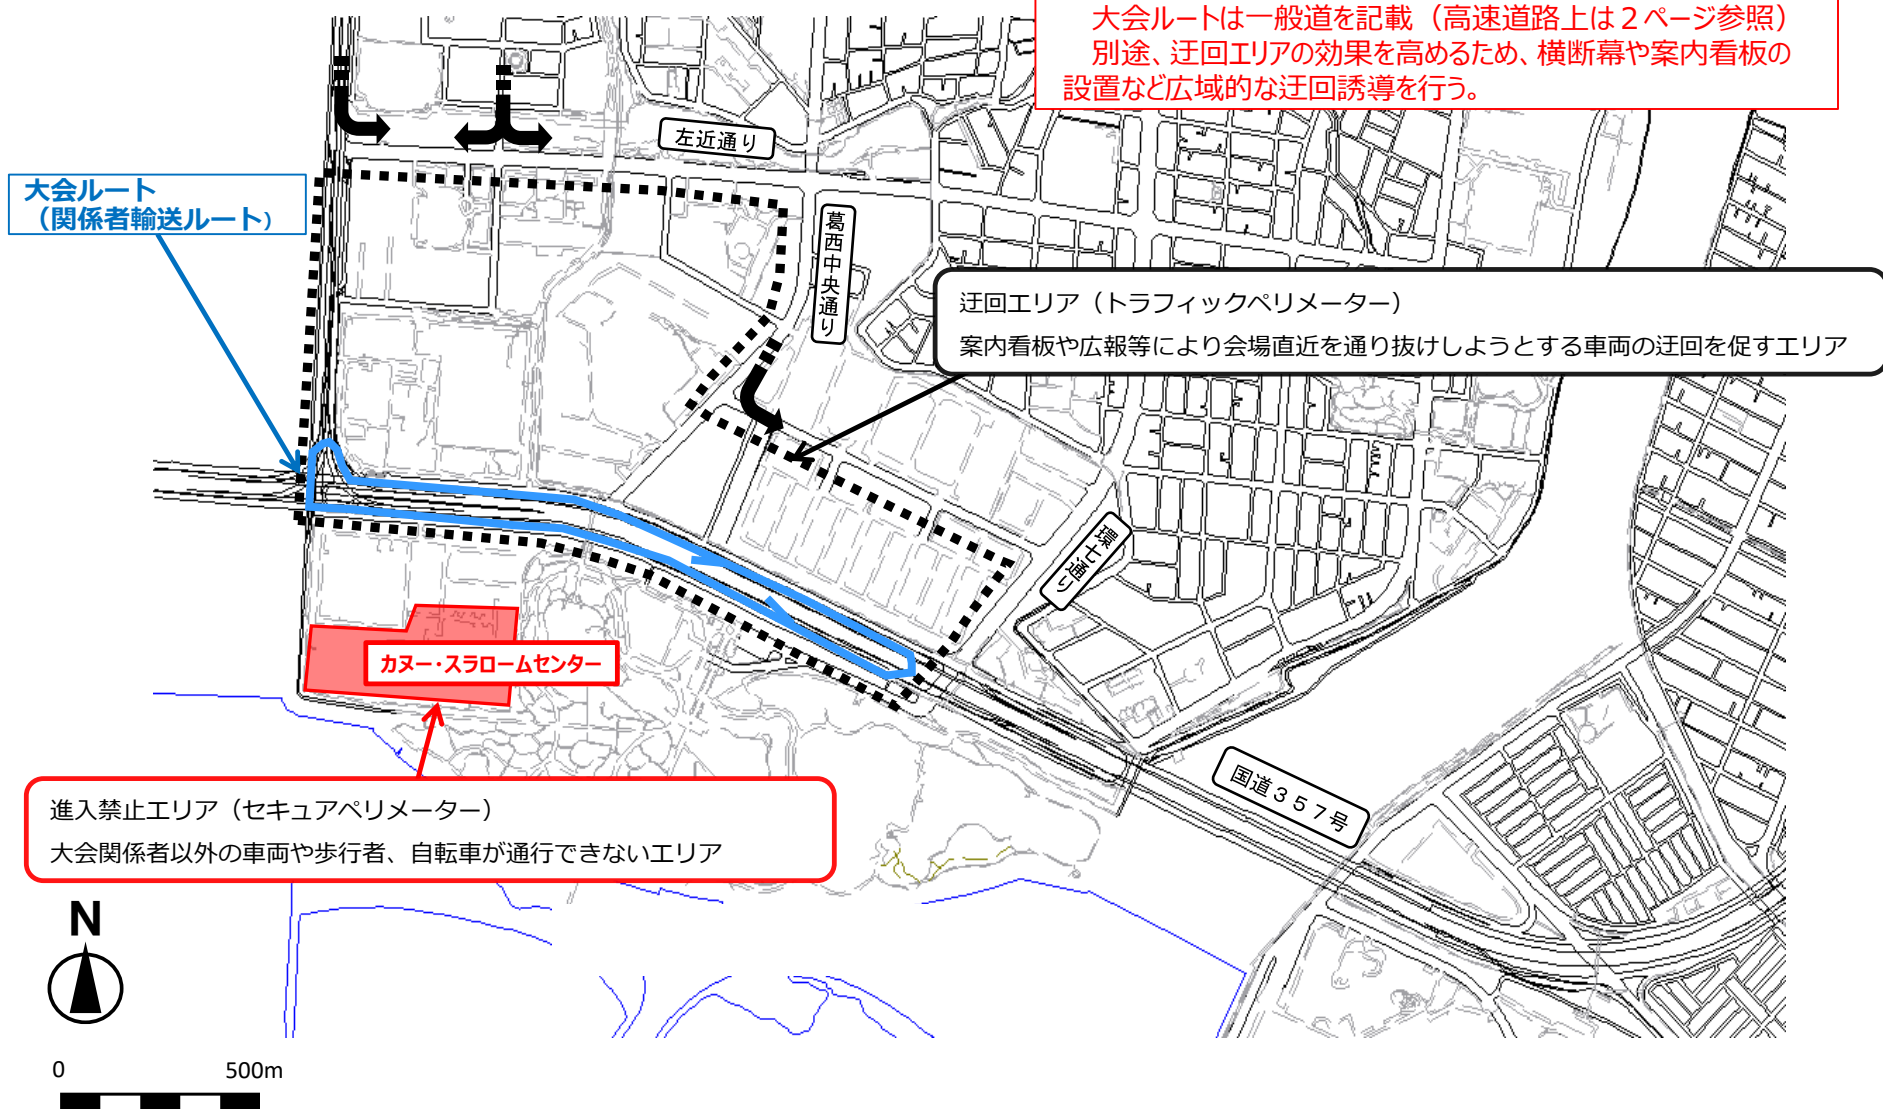 大会ルートは一般道を記載（高速道路上は２ページ参照）
別途、迂回エリアの効果を高めるため、横断幕や案内看板の
設置など広域的な迂回誘導を行う。
左近通り
大会ルート
（関係者輸送ルート）
葛西中央通り
迂回エリア（トラフィックペリメーター）
案内看板や広報等により会場直近を通り抜けしようとする車両の迂回を促すエリア
環七通り
カヌー・スラロームセンター
国道３５７号
進入禁止エリア（セキュアペリメーター）
大会関係者以外の車両や歩行者、自転車が通行できないエリア
N
0 500m